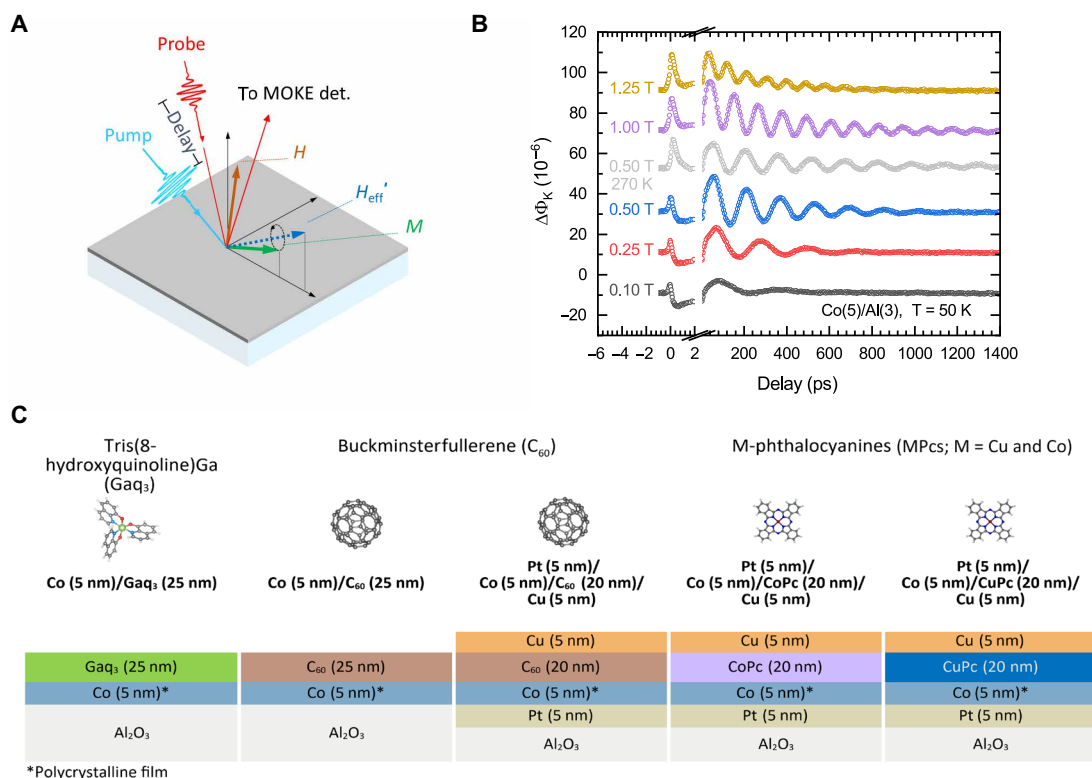 A
Probe
To MOKE det.
Delay
Pump
H
Heff'
M
B
ΔΦK (10⁻⁶)
120
100
80
60
40
20
0
−20
1.25 T
1.00 T
0.50 T
270 K
0.50 T
0.25 T
0.10 T
Co(5)/Al(3), T = 50 K
−6 −4 −2 0 2 200 400 600 800 1000 1200 1400
Delay (ps)
C
Tris(8-
hydroxyquinoline)Ga
(Gaq₃)
Buckminsterfullerene (C₆₀)
M-phthalocyanines (MPcs; M = Cu and Co)
Co (5 nm)/Gaq₃ (25 nm)
Co (5 nm)/C₆₀ (25 nm)
Pt (5 nm)/
Co (5 nm)/C₆₀ (20 nm)/
Cu (5 nm)
Pt (5 nm)/
Co (5 nm)/CoPc (20 nm)/
Cu (5 nm)
Pt (5 nm)/
Co (5 nm)/CuPc (20 nm)/
Cu (5 nm)
Gaq₃ (25 nm)
Co (5 nm)*
Al₂O₃
C₆₀ (25 nm)
Co (5 nm)*
Al₂O₃
Cu (5 nm)
C₆₀ (20 nm)
Co (5 nm)*
Pt (5 nm)
Al₂O₃
Cu (5 nm)
CoPc (20 nm)
Co (5 nm)*
Pt (5 nm)
Al₂O₃
Cu (5 nm)
CuPc (20 nm)
Co (5 nm)*
Pt (5 nm)
Al₂O₃
*Polycrystalline film